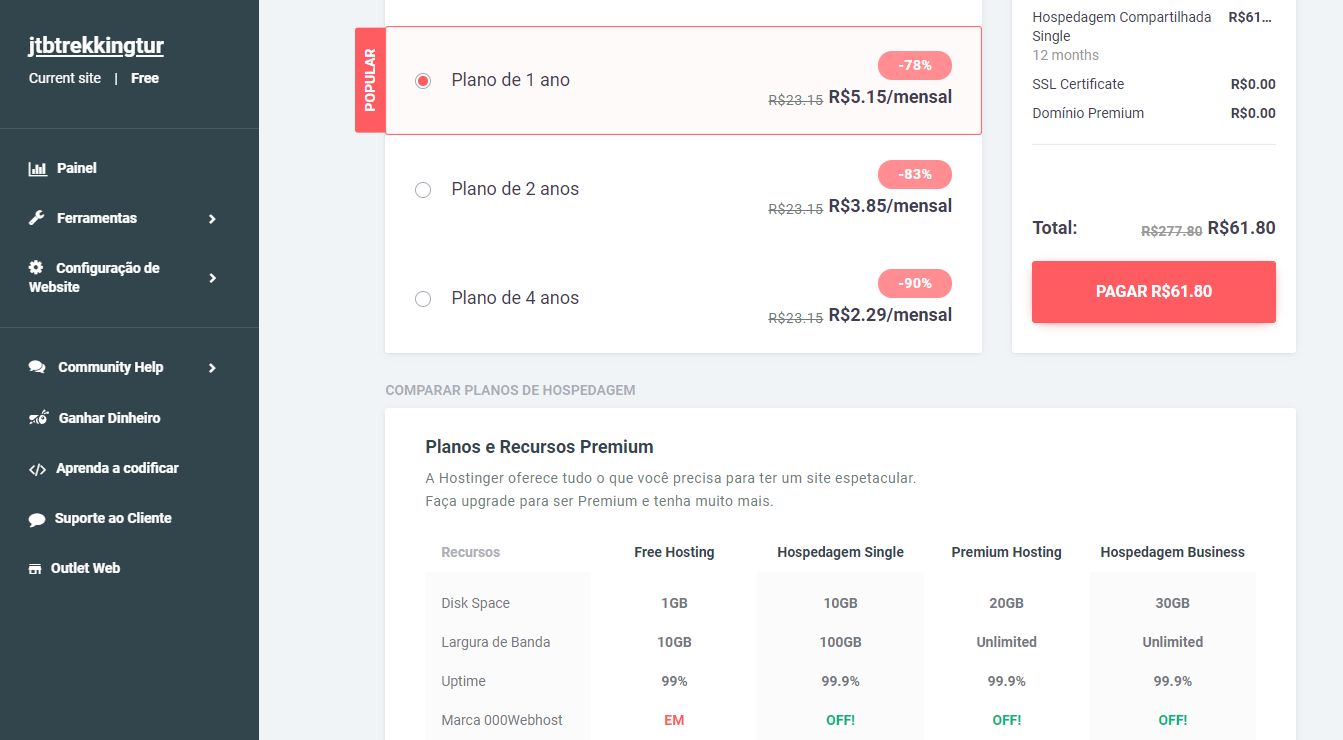 jtbtrekkingtur
Current site | Free
Painel
Ferramentas
Configuração de
Website
Community Help
Ganhar Dinheiro
Aprenda a codificar
Suporte ao Cliente
Outlet Web
POPULAR
Plano de 1 ano
-78%
R$23.15 R$5.15/mensal
Plano de 2 anos
-83%
R$23.15 R$3.85/mensal
Plano de 4 anos
-90%
R$23.15 R$2.29/mensal
Hospedagem Compartilhada R$61...
Single
12 months
SSL Certificate R$0.00
Domínio Premium R$0.00
Total: R$277.80 R$61.80
PAGAR R$61.80
COMPARAR PLANOS DE HOSPEDAGEM
Planos e Recursos Premium
A Hostinger oferece tudo o que você precisa para ter um site espetacular.
Faça upgrade para ser Premium e tenha muito mais.
Recursos Free Hosting Hospedagem Single Premium Hosting Hospedagem Business
Disk Space 1GB 10GB 20GB 30GB
Largura de Banda 10GB 100GB Unlimited Unlimited
Uptime 99% 99.9% 99.9% 99.9%
Marca 000Webhost EM OFF! OFF! OFF!